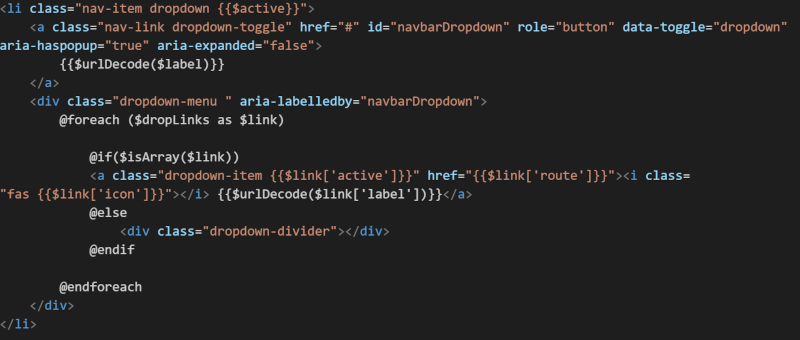 <li class="nav-item dropdown {{$active}}">
    <a class="nav-link dropdown-toggle" href="#" id="navbarDropdown" role="button" data-toggle="dropdown"
aria-haspopup="true" aria-expanded="false">
        {{$urlDecode($label)}}
    </a>
    <div class="dropdown-menu " aria-labelledby="navbarDropdown">
        @foreach ($dropLinks as $link)
            @if($isArray($link))
            <a class="dropdown-item {{$link['active']}}" href="{{$link['route']}}"><i class=
"fas {{$link['icon']}}"></i> {{$urlDecode($link['label'])}}</a>
            @else
                <div class="dropdown-divider"></div>
            @endif
        @endforeach
    </div>
</li>